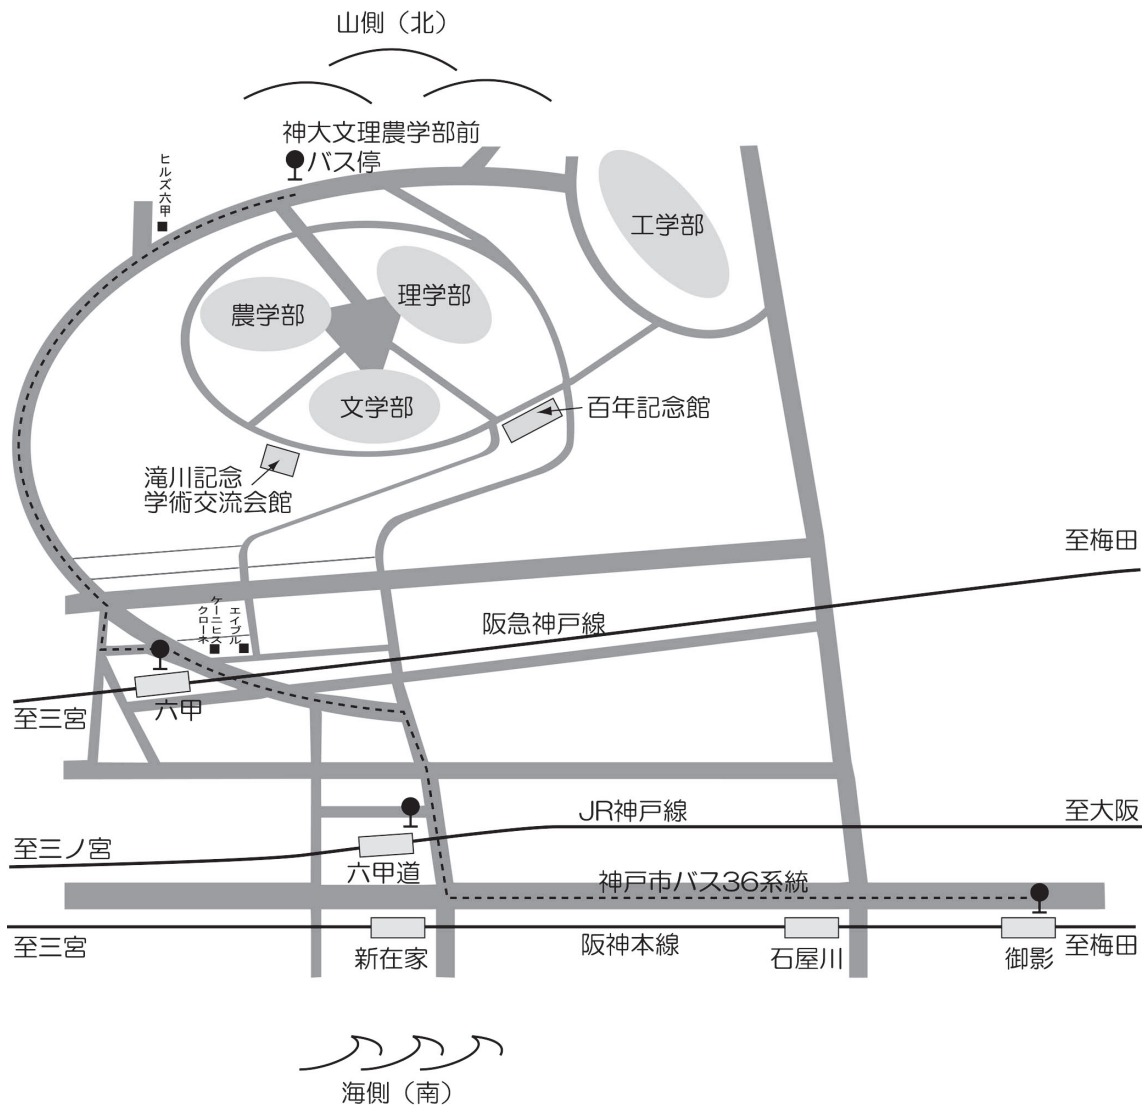 山側（北）
神大文理農学部前
バス停
ヒルズ六甲
工学部
理学部
農学部
文学部
百年記念館
滝川記念
学術交流会館
至梅田
ケーニヒス
クローネ
エイブル
阪急神戸線
六甲
至三宮
JR神戸線
至大阪
至三ノ宮
六甲道
神戸市バス36系統
至三宮
新在家
阪神本線
石屋川
御影
至梅田
海側（南）